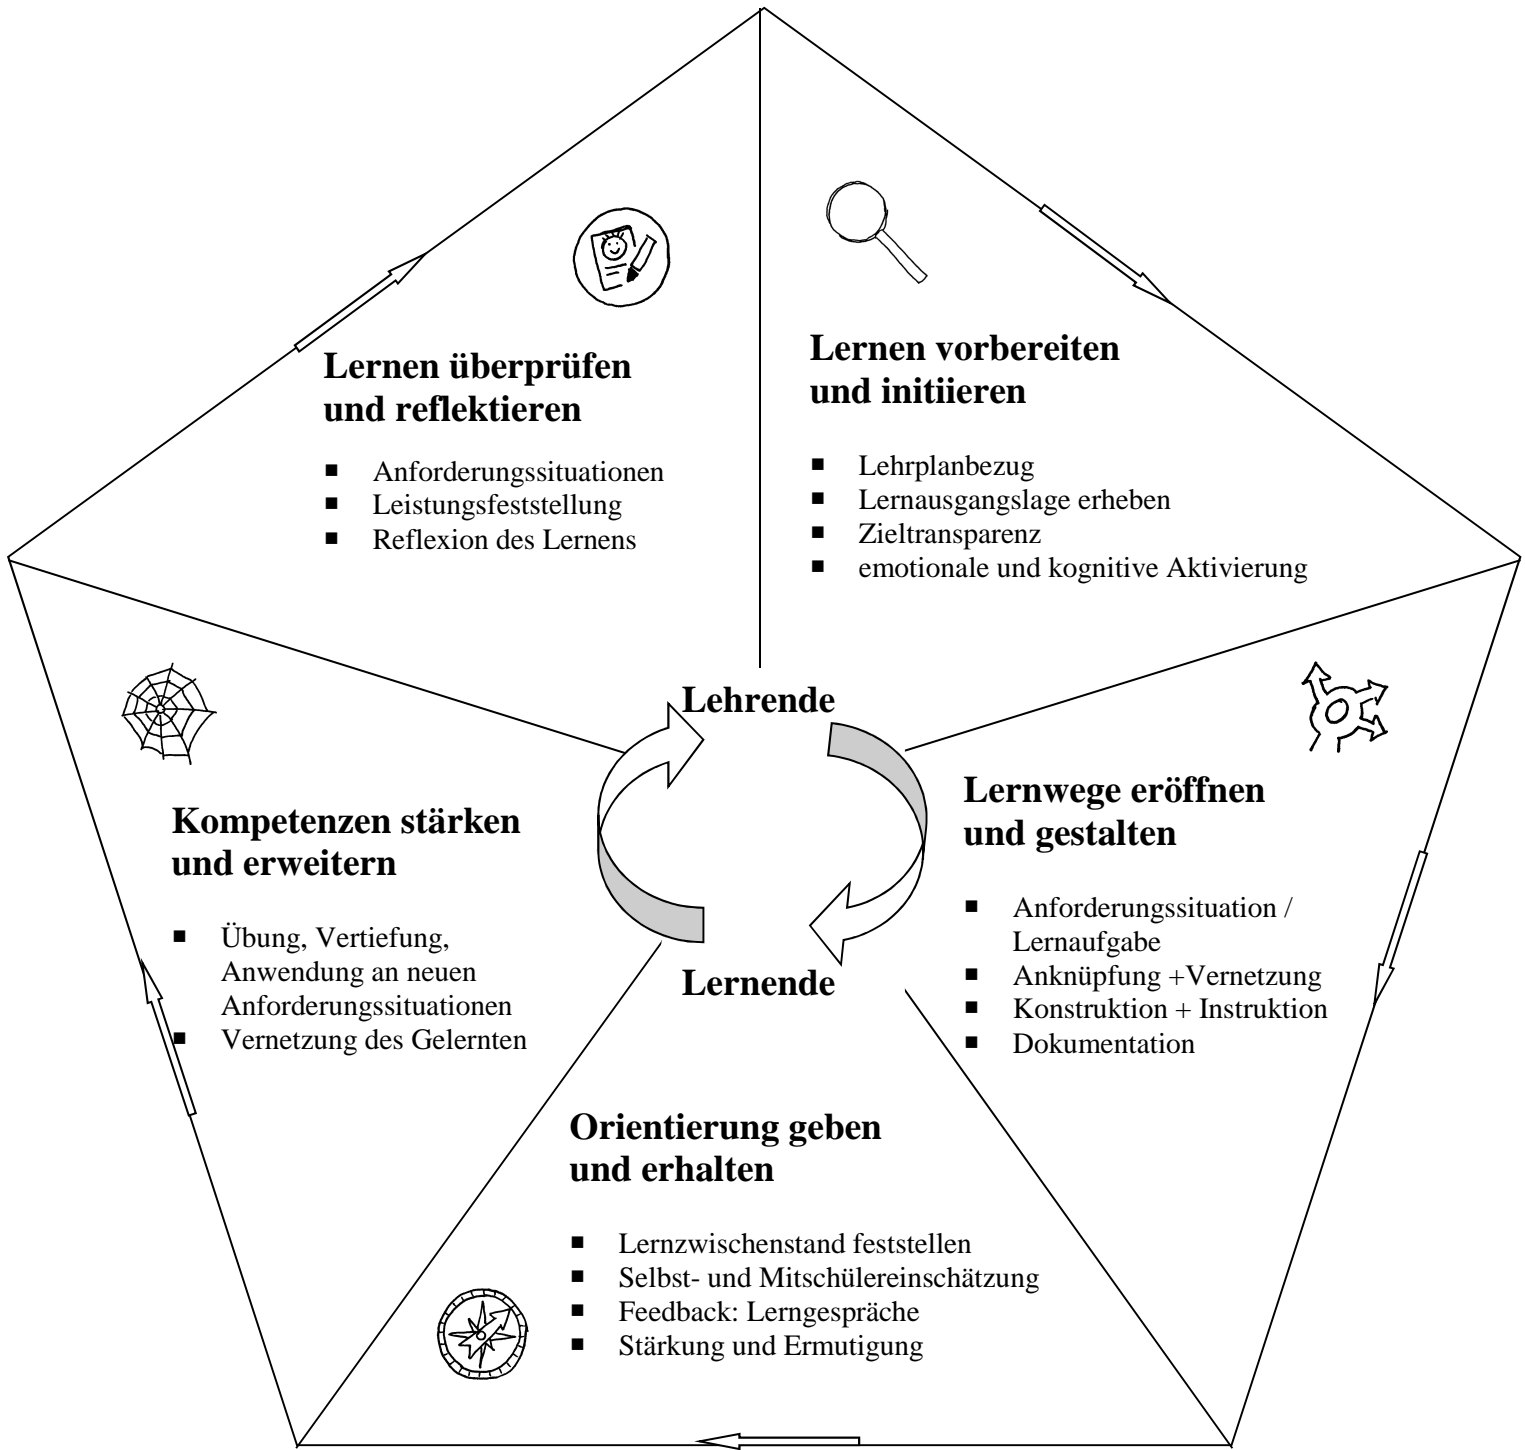 Lernen überprüfen
und reflektieren
■ Anforderungssituationen
■ Leistungsfeststellung
■ Reflexion des Lernens
Lernen vorbereiten
und initiieren
■ Lehrplanbezug
■ Lernausgangslage erheben
■ Zieltransparenz
■ emotionale und kognitive Aktivierung
Lehrende
Lernende
Lernwege eröffnen
und gestalten
■ Anforderungssituation /
Lernaufgabe
■ Anknüpfung +Vernetzung
■ Konstruktion + Instruktion
■ Dokumentation
Orientierung geben
und erhalten
■ Lernzwischenstand feststellen
■ Selbst- und Mitschülereinschätzung
■ Feedback: Lerngespräche
■ Stärkung und Ermutigung
Kompetenzen stärken
und erweitern
■ Übung, Vertiefung,
Anwendung an neuen
Anforderungssituationen
■ Vernetzung des Gelernten